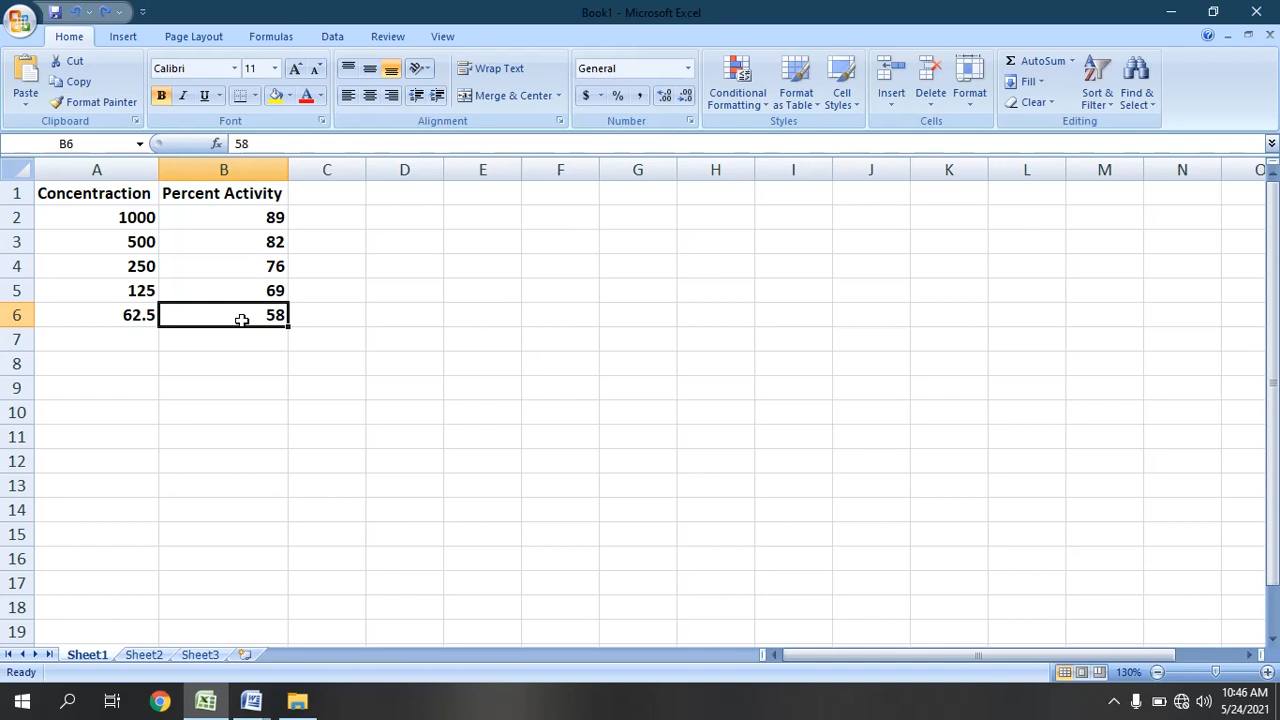 Book1 - Microsoft Excel
Home Insert Page Layout Formulas Data Review View
Paste
Cut
Copy
Format Painter
Clipboard
Calibri 11
B I U
Font
Wrap Text
Merge & Center
Alignment
General
$ % ,
Number
Conditional Formatting
Format as Table
Cell Styles
Styles
Insert Delete Format
Cells
AutoSum
Fill
Clear
Sort & Filter
Find & Select
Editing
B6 fx 58
A B C D E F G H I J K L M N O
1 Concentraction Percent Activity
2 1000 89
3 500 82
4 250 76
5 125 69
6 62.5 58
7
8
9
10
11
12
13
14
15
16
17
18
19
Sheet1 Sheet2 Sheet3
Ready 130%
10:46 AM
5/24/2021